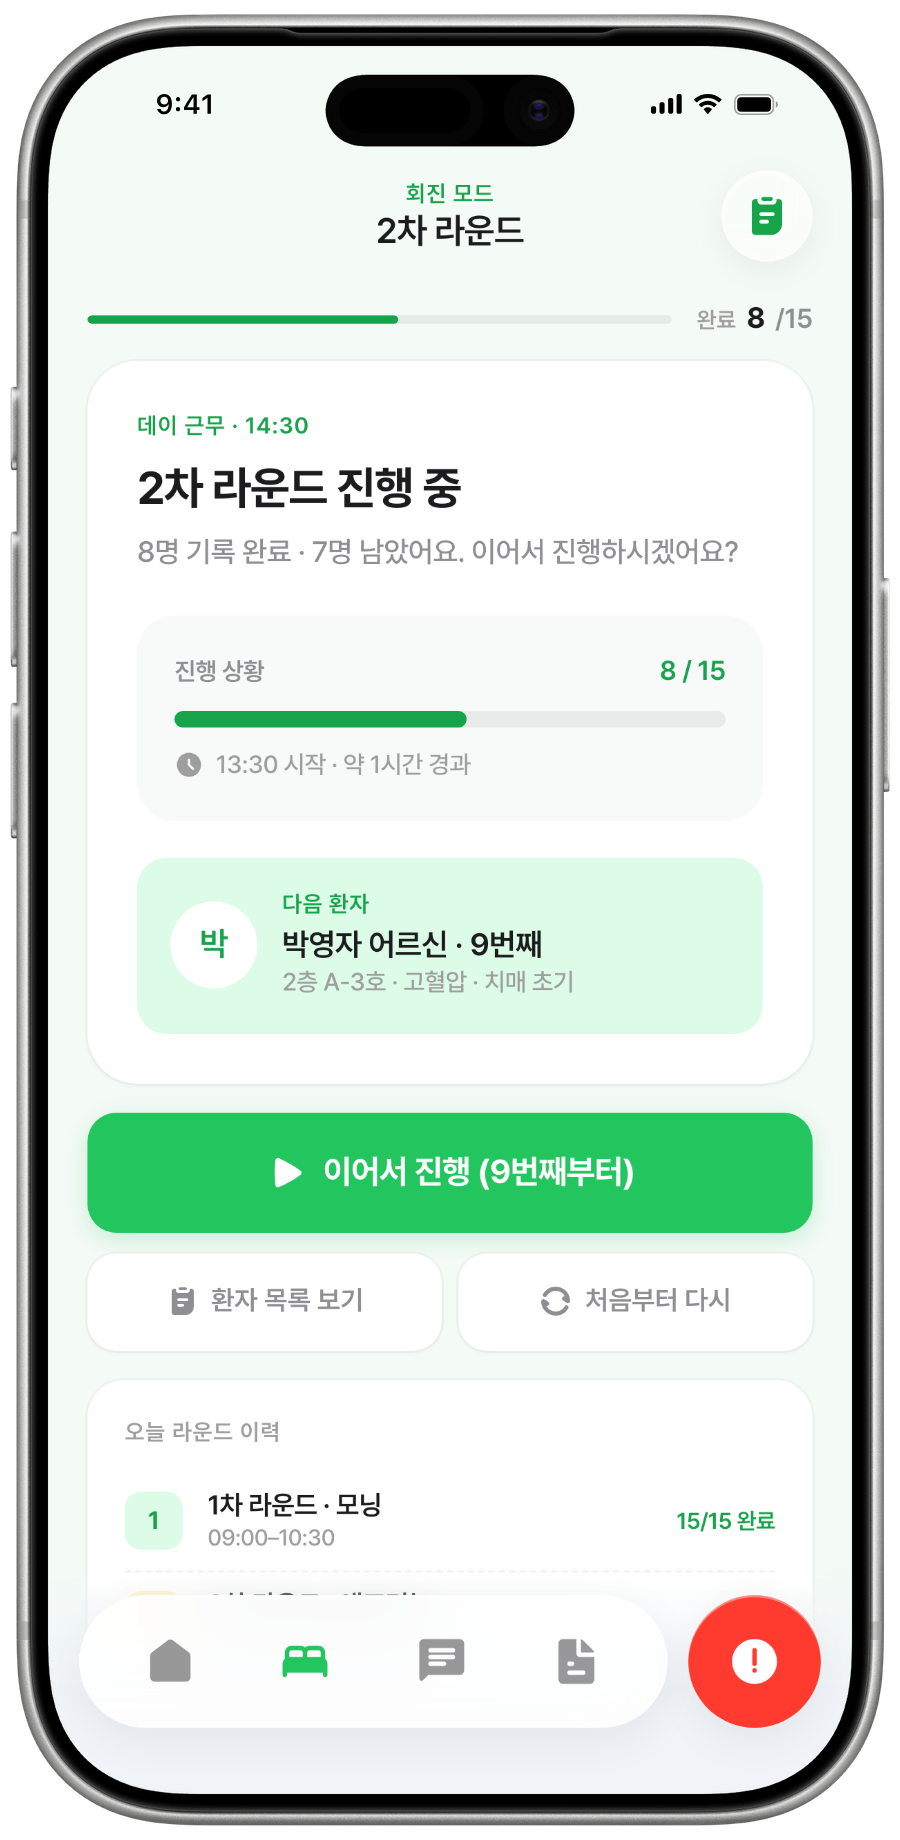 9:41
회진 모드
2차 라운드
완료 8 /15
데이 근무 · 14:30
2차 라운드 진행 중
8명 기록 완료 · 7명 남았어요. 이어서 진행하시겠어요?
진행 상황
8 / 15
13:30 시작 · 약 1시간 경과
박
다음 환자
박영자 어르신 · 9번째
2층 A-3호 · 고혈압 · 치매 초기
이어서 진행 (9번째부터)
환자 목록 보기
처음부터 다시
오늘 라운드 이력
1
1차 라운드 · 모닝
09:00–10:30
15/15 완료